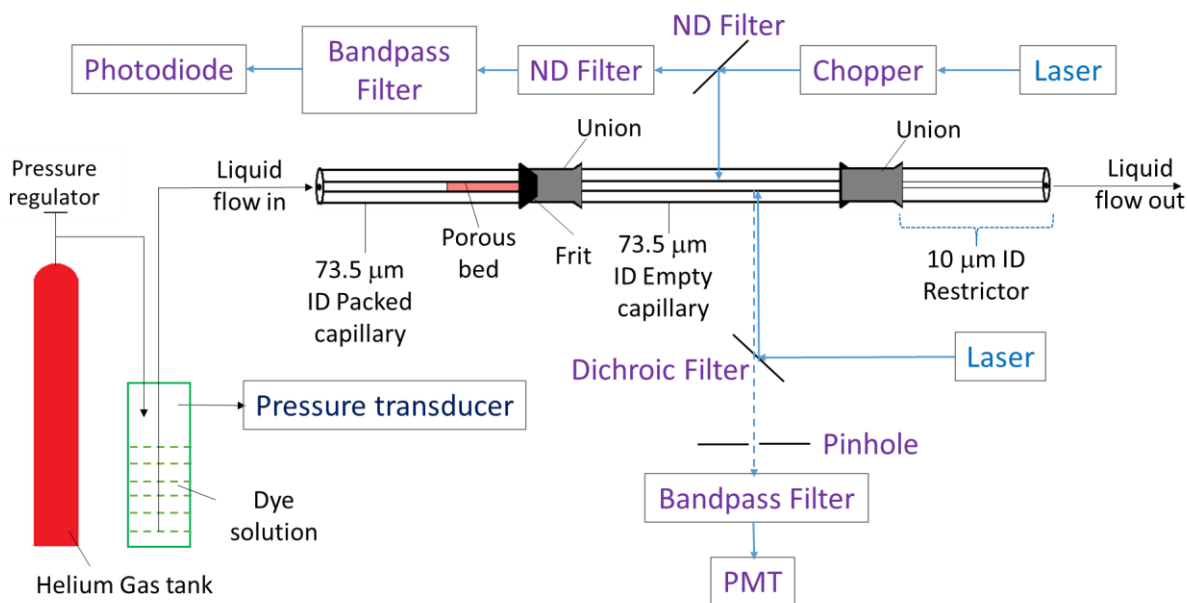 ND Filter
Photodiode
Bandpass
Filter
ND Filter
Chopper
Laser
Union
Union
Pressure
regulator
Liquid
flow in
Liquid
flow out
73.5 μm
ID Packed
capillary
Porous
bed
Frit
73.5 μm
ID Empty
capillary
10 μm ID
Restrictor
Dichroic Filter
Laser
Pressure transducer
Pinhole
Dye
solution
Bandpass Filter
Helium Gas tank
PMT